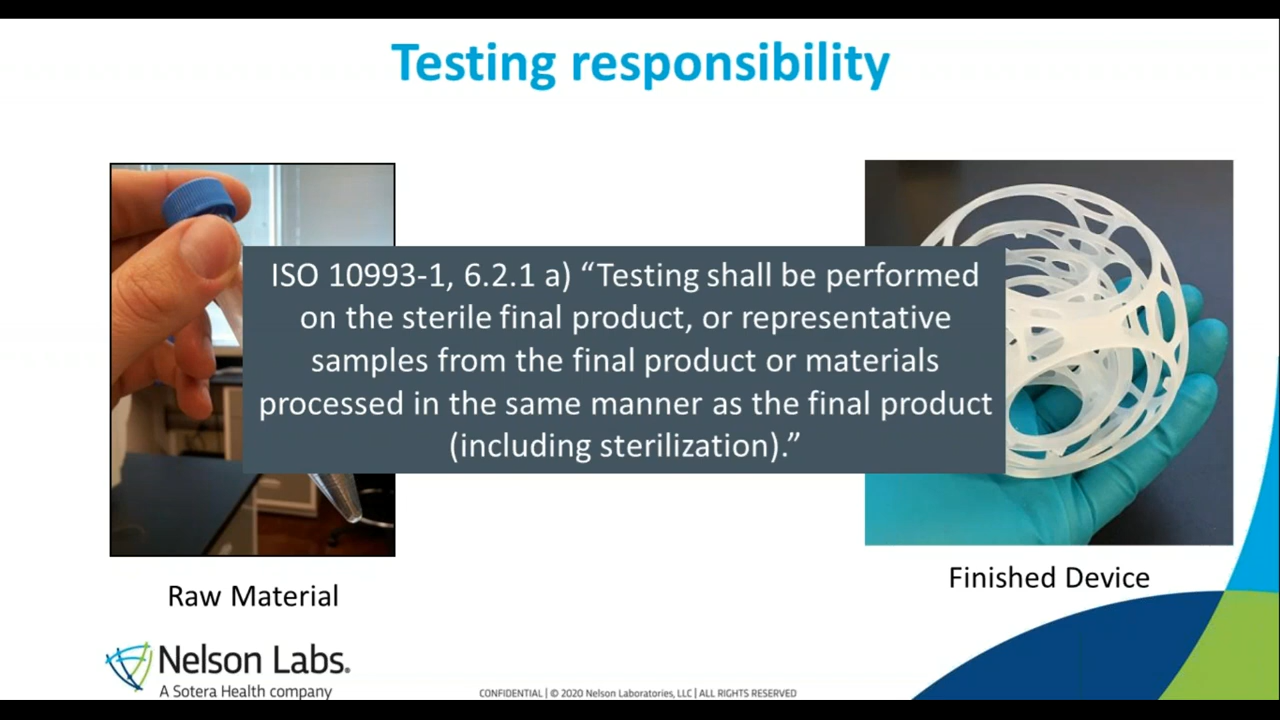 Testing responsibility
ISO 10993-1, 6.2.1 a) “Testing shall be performed
on the sterile final product, or representative
samples from the final product or materials
processed in the same manner as the final product
(including sterilization).”
Raw Material
Finished Device
Nelson Labs®
A Sotera Health company
CONFIDENTIAL | © 2020 Nelson Laboratories, LLC | ALL RIGHTS RESERVED